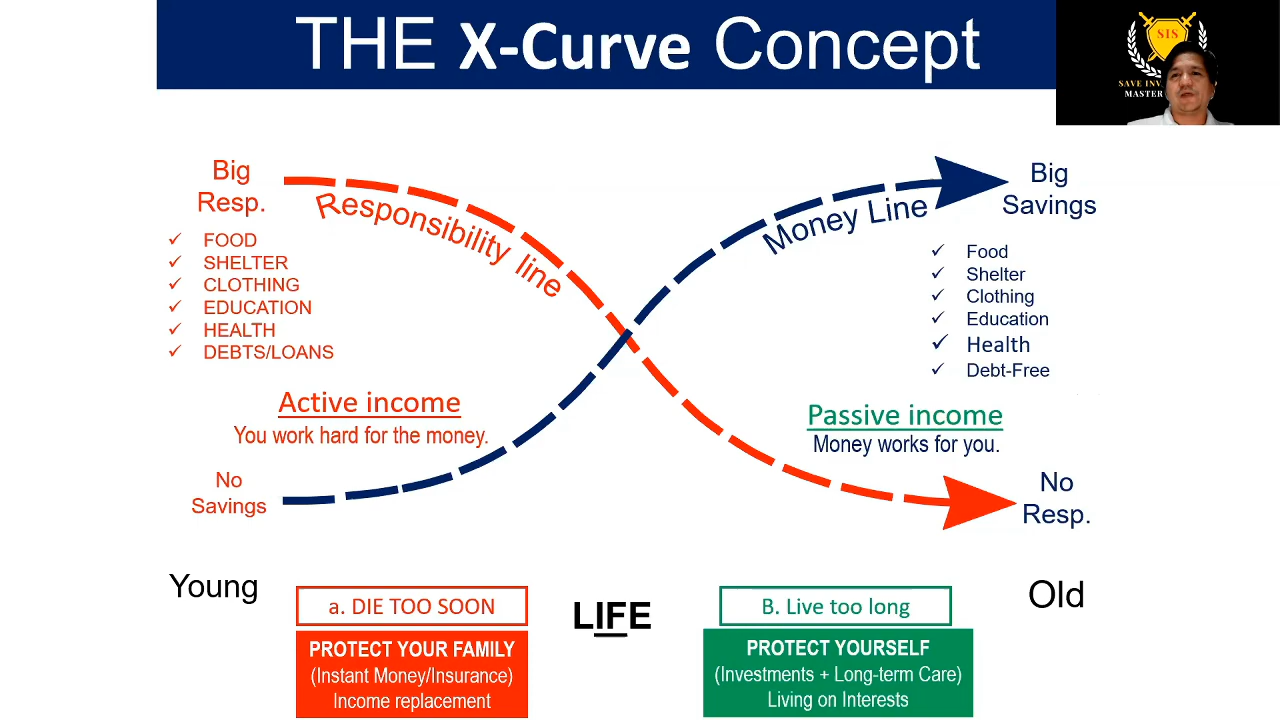 THE X-Curve Concept
SIS
MASTER
Big
Resp.
FOOD
SHELTER
CLOTHING
EDUCATION
HEALTH
DEBTS/LOANS
Responsibility line
Money Line
Big
Savings
Food
Shelter
Clothing
Education
Health
Debt-Free
Active income
You work hard for the money.
Passive income
Money works for you.
No
Savings
No
Resp.
Young
a. DIE TOO SOON
PROTECT YOUR FAMILY
(Instant Money/Insurance)
Income replacement
LIFE
B. Live too long
PROTECT YOURSELF
(Investments + Long-term Care)
Living on Interests
Old